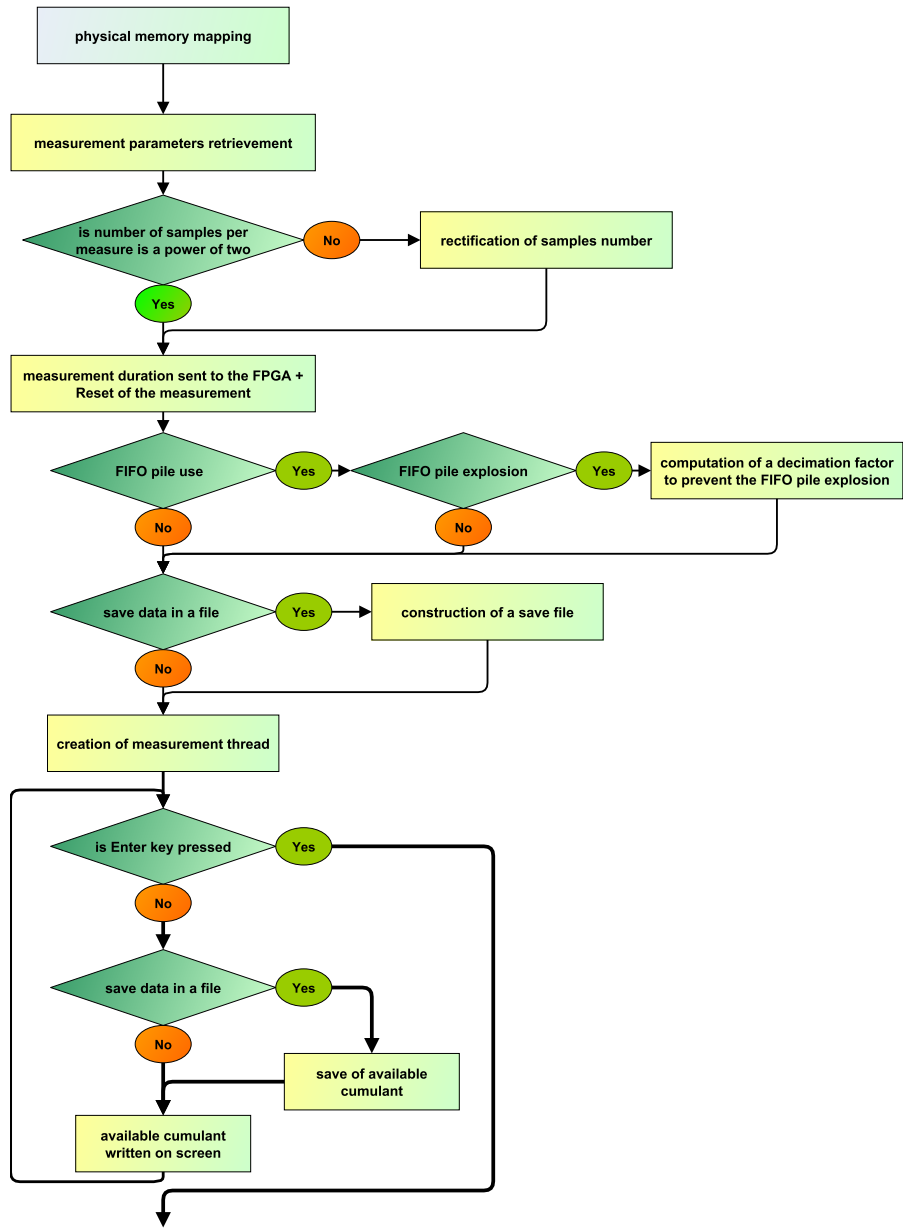 physical memory mapping
measurement parameters retrievement
is number of samples per
measure is a power of two
No
rectification of samples number
Yes
measurement duration sent to the FPGA +
Reset of the measurement
FIFO pile use
Yes
FIFO pile explosion
Yes
computation of a decimation factor
to prevent the FIFO pile explosion
No
No
save data in a file
Yes
construction of a save file
No
creation of measurement thread
is Enter key pressed
Yes
No
save data in a file
Yes
No
save of available
cumulant
available cumulant
written on screen